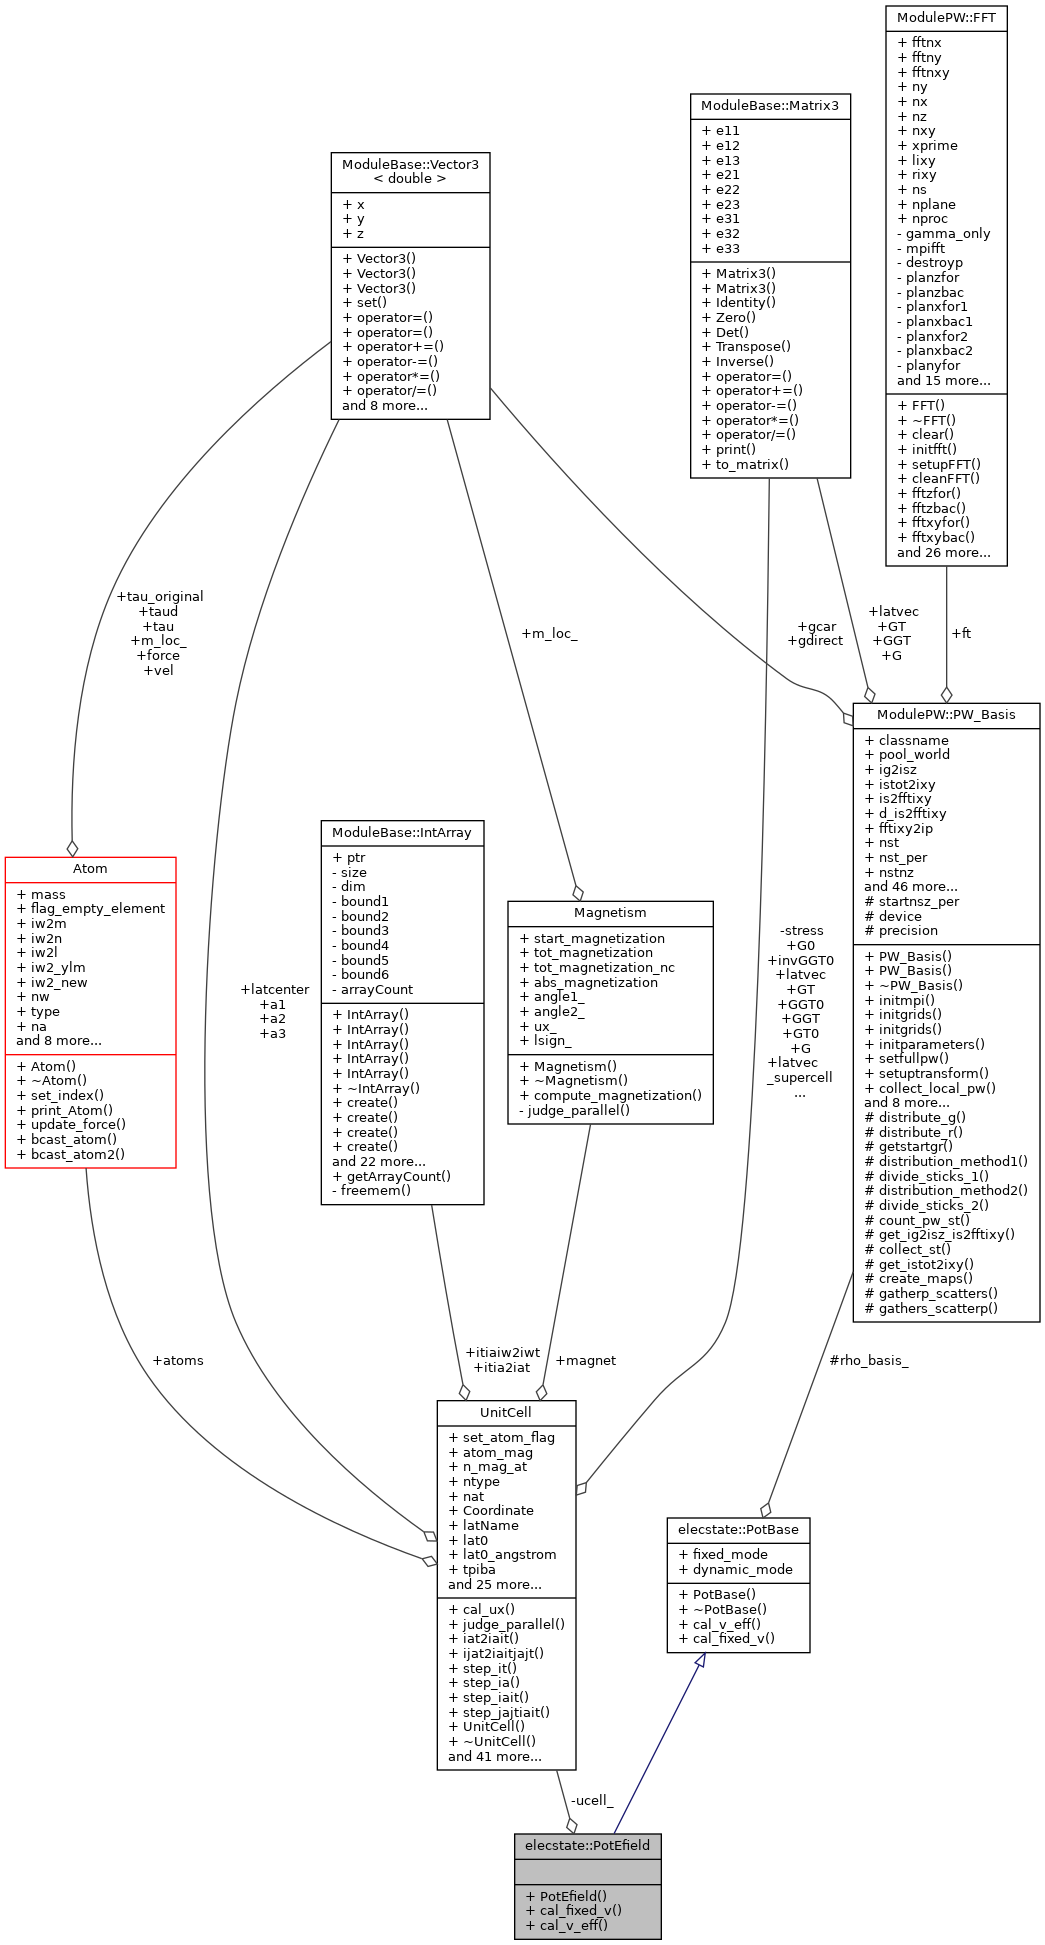 ModulePW::FFT
+ fftnx
+ fftny
+ fftnxy
+ ny
+ nx
+ nz
+ nxy
+ xprime
+ lixy
+ rixy
+ ns
+ nplane
+ nproc
- gamma_only
- mpifft
- destroyp
- planzfor
- planzbac
- planxfor1
- planxbac1
- planxfor2
- planxbac2
- planyfor
and 15 more...
+ FFT()
+ ~FFT()
+ clear()
+ initfft()
+ setupFFT()
+ cleanFFT()
+ fftzfor()
+ fftzbac()
+ fftxyfor()
+ fftxybac()
and 26 more...
ModuleBase::Matrix3
+ e11
+ e12
+ e13
+ e21
+ e22
+ e23
+ e31
+ e32
+ e33
+ Matrix3()
+ Matrix3()
+ Identity()
+ Zero()
+ Det()
+ Transpose()
+ Inverse()
+ operator=()
+ operator+=()
+ operator-=()
+ operator*=()
+ operator/=()
+ print()
+ to_matrix()
ModuleBase::Vector3
< double >
+ x
+ y
+ z
+ Vector3()
+ Vector3()
+ Vector3()
+ set()
+ operator=()
+ operator=()
+ operator+=()
+ operator-=()
+ operator*=()
+ operator/=()
and 8 more...
+tau_original
+taud
+tau
+m_loc_
+force
+vel
+m_loc_
+gcar
+gdirect
+latvec
+GT
+GGT
+G
+ft
ModulePW::PW_Basis
+ classname
+ pool_world
+ ig2isz
+ istot2ixy
+ is2fftixy
+ d_is2fftixy
+ fftixy2ip
+ nst
+ nst_per
+ nstnz
and 46 more...
# startnsz_per
# device
# precision
+ PW_Basis()
+ PW_Basis()
+ ~PW_Basis()
+ initmpi()
+ initgrids()
+ initgrids()
+ initparameters()
+ setfullpw()
+ setuptransform()
+ collect_local_pw()
and 8 more...
# distribute_g()
# distribute_r()
# getstartgr()
# distribution_method1()
# divide_sticks_1()
# distribution_method2()
# divide_sticks_2()
# count_pw_st()
# get_ig2isz_is2fftixy()
# collect_st()
# get_istot2ixy()
# create_maps()
# gatherp_scatters()
# gathers_scatterp()
Atom
+ mass
+ flag_empty_element
+ iw2m
+ iw2n
+ iw2l
+ iw2_ylm
+ iw2_new
+ nw
+ type
+ na
and 8 more...
+ Atom()
+ ~Atom()
+ set_index()
+ print_Atom()
+ update_force()
+ bcast_atom()
+ bcast_atom2()
+latcenter
+a1
+a2
+a3
ModuleBase::IntArray
+ ptr
- size
- dim
- bound1
- bound2
- bound3
- bound4
- bound5
- bound6
- arrayCount
+ IntArray()
+ IntArray()
+ IntArray()
+ IntArray()
+ IntArray()
+ ~IntArray()
+ create()
+ create()
+ create()
+ create()
and 22 more...
+ getArrayCount()
- freemem()
Magnetism
+ start_magnetization
+ tot_magnetization
+ tot_magnetization_nc
+ abs_magnetization
+ angle1_
+ angle2_
+ ux_
+ lsign_
+ Magnetism()
+ ~Magnetism()
+ compute_magnetization()
- judge_parallel()
-stress
+G0
+invGGT0
+latvec
+GT
+GGT0
+GGT
+GT0
+G
+latvec
_supercell
...
+atoms
+itiaiw2iwt
+itia2iat
+magnet
#rho_basis_
UnitCell
+ set_atom_flag
+ atom_mag
+ n_mag_at
+ ntype
+ nat
+ Coordinate
+ latName
+ lat0
+ lat0_angstrom
+ tpiba
and 25 more...
+ cal_ux()
+ judge_parallel()
+ iat2iait()
+ ijat2iaitjajt()
+ step_it()
+ step_ia()
+ step_iait()
+ step_jajtiait()
+ UnitCell()
+ ~UnitCell()
and 41 more...
elecstate::PotBase
+ fixed_mode
+ dynamic_mode
+ PotBase()
+ ~PotBase()
+ cal_v_eff()
+ cal_fixed_v()
-ucell_
elecstate::PotEfield
+ PotEfield()
+ cal_fixed_v()
+ cal_v_eff()